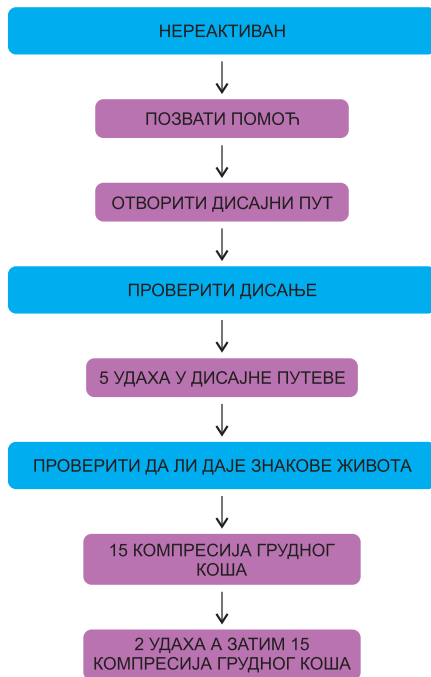 НЕРЕАКТИВАН
ПОЗВАТИ ПОМОЋ
ОТВОРИТИ ДИСАЈНИ ПУТ
ПРОВЕРИТИ ДИСАЊЕ
5 УДАХА У ДИСАЈНЕ ПУТЕВЕ
ПРОВЕРИТИ ДА ЛИ ДАЈЕ ЗНАКОВЕ ЖИВОТА
15 КОМПРЕСИЈА ГРУДНОГ
КОША
2 УДАХА А ЗАТИМ 15
КОМПРЕСИЈА ГРУДНОГ КОША